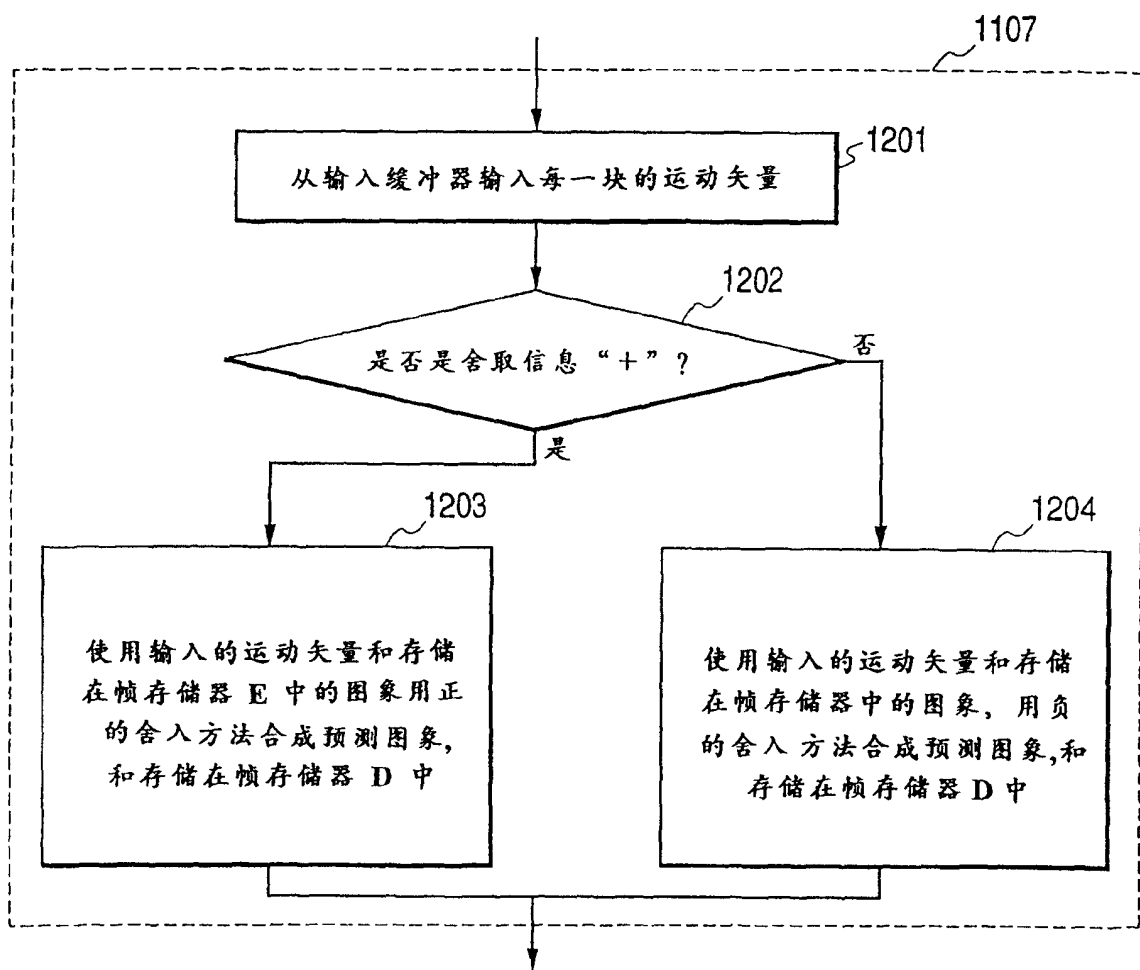 1107
1201
从输入缓冲器输入每一块的运动矢量
1202
是否是舍取信息“+”?
否
是
1203
使用输入的运动矢量和存储
在帧存储器 E 中的图象用正
的舍入方法合成预测图象,
和存储在帧存储器 D 中
1204
使用输入的运动矢量和存储
在帧存储器中的图象, 用负
的舍入 方法合成预测图象,和
存储在帧存储器 D 中